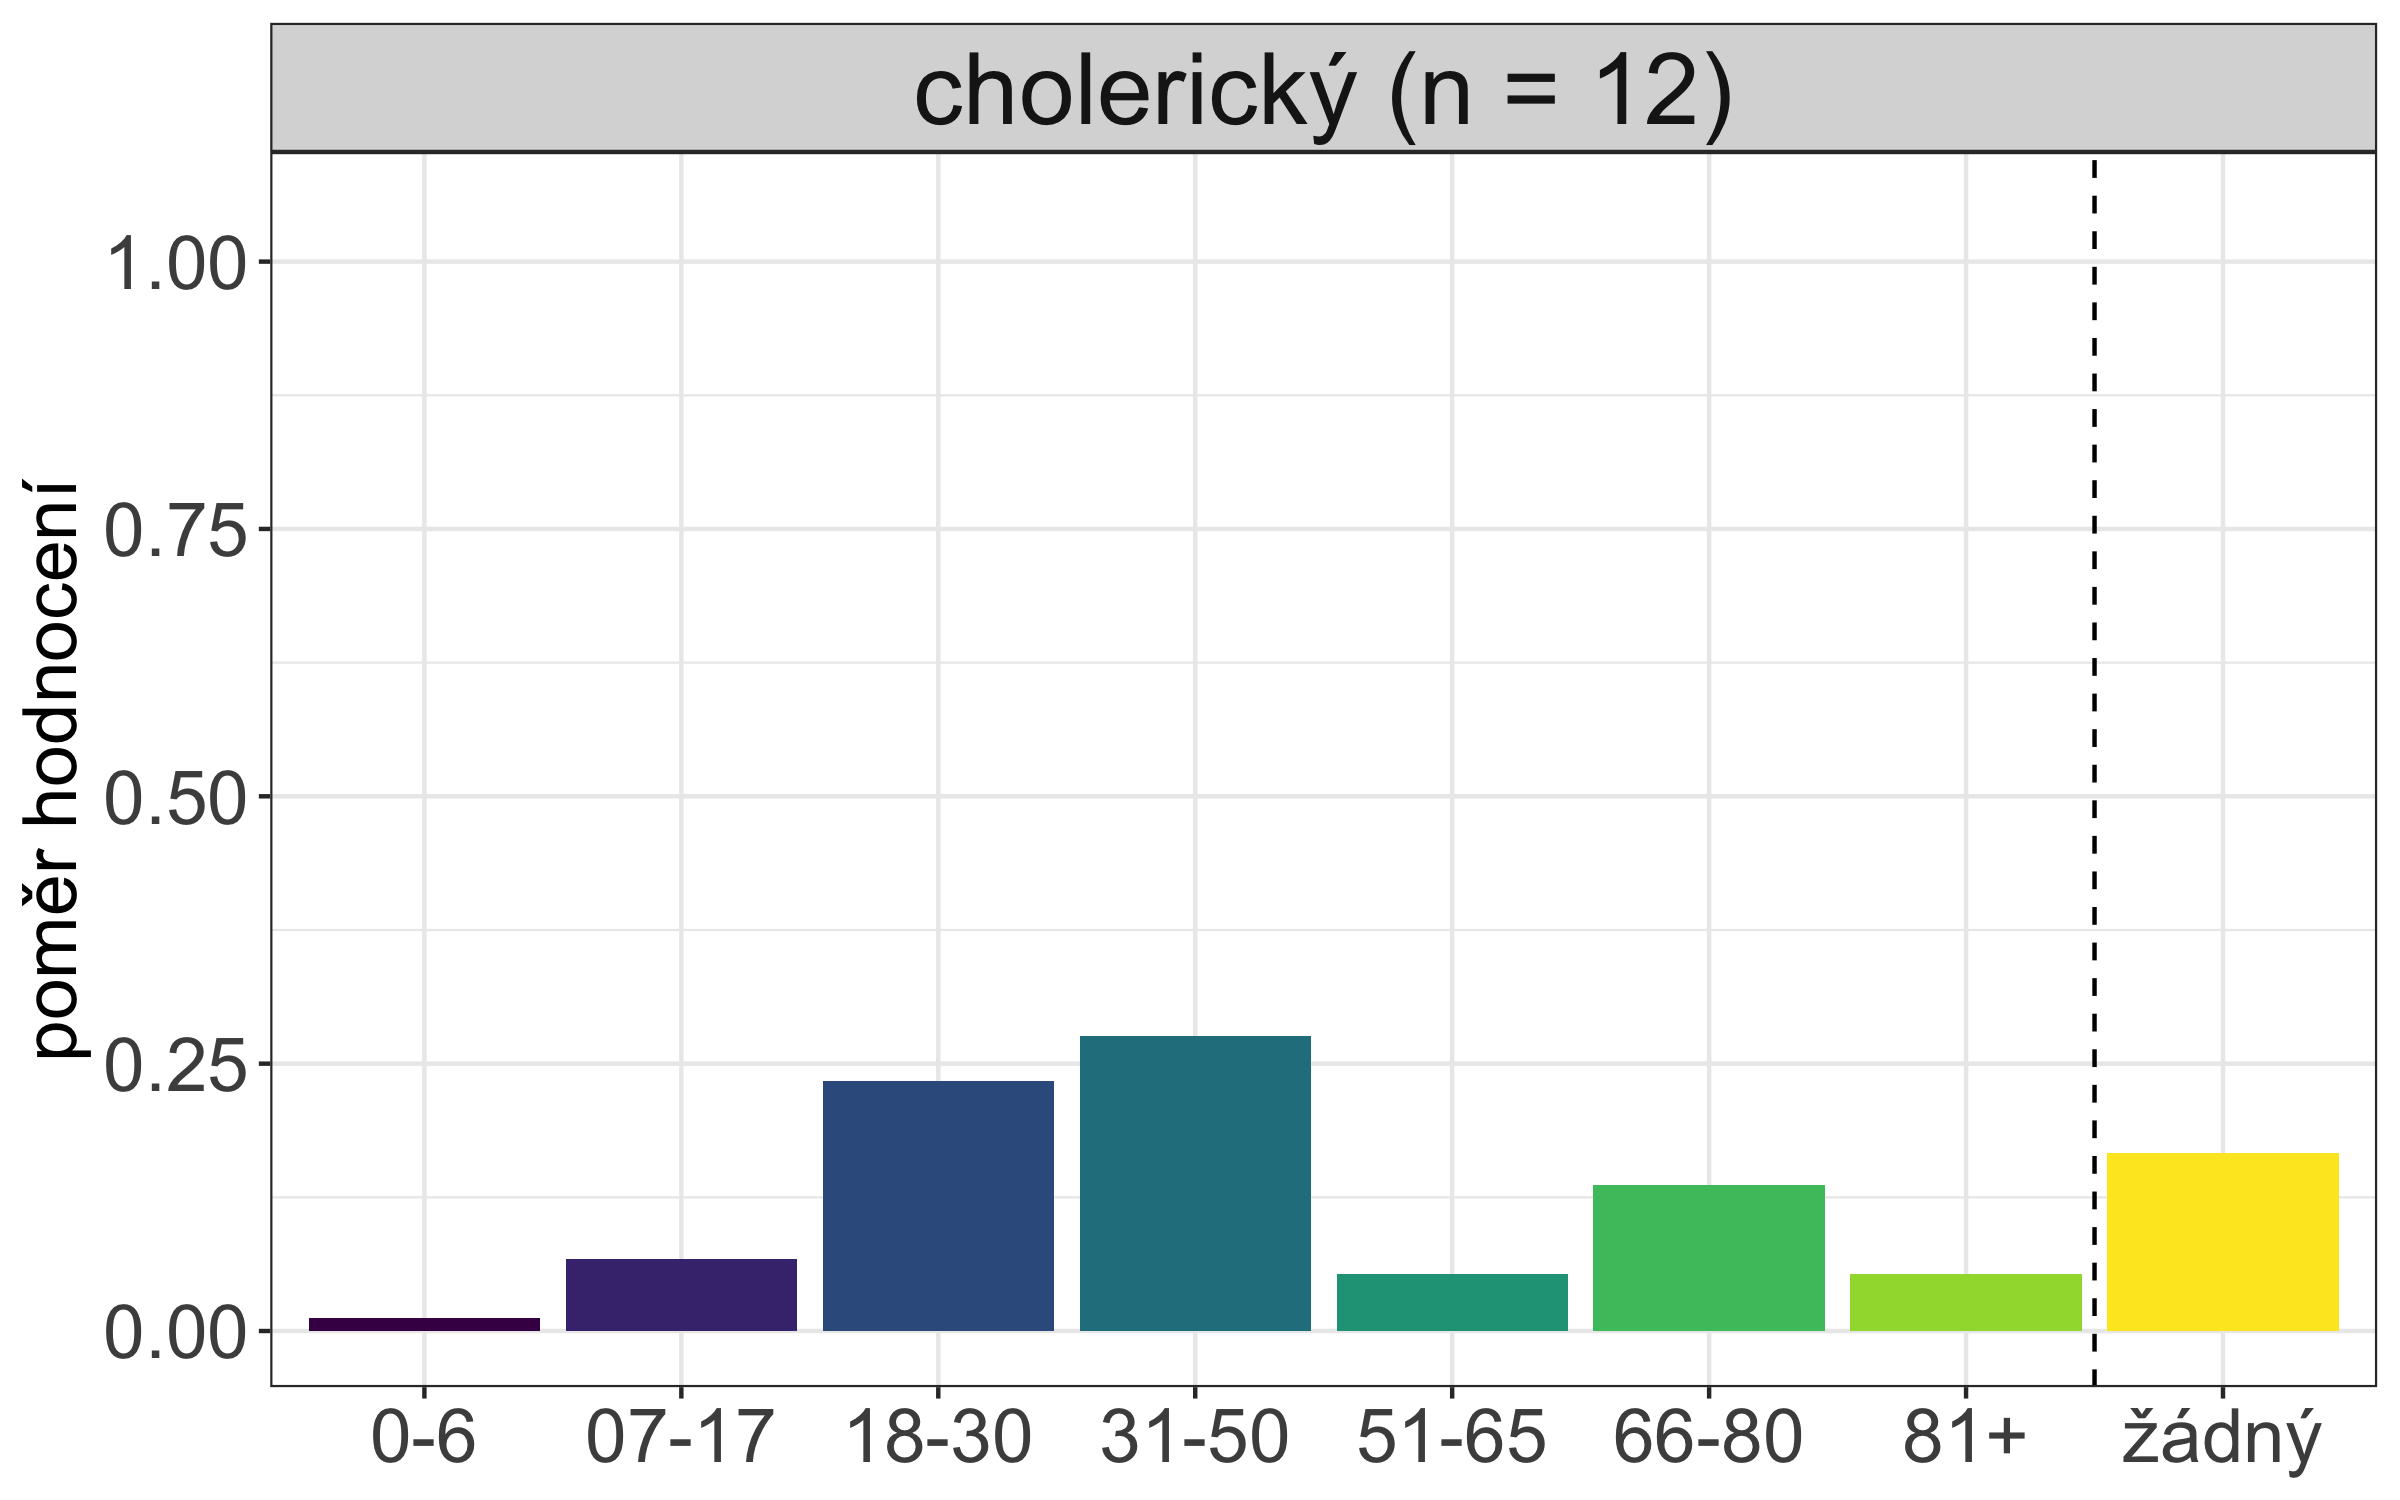 cholerický (n = 12)
poměr hodnocení
1.00
0.75
0.50
0.25
0.00
0-6 07-17 18-30 31-50 51-65 66-80 81+ žádný